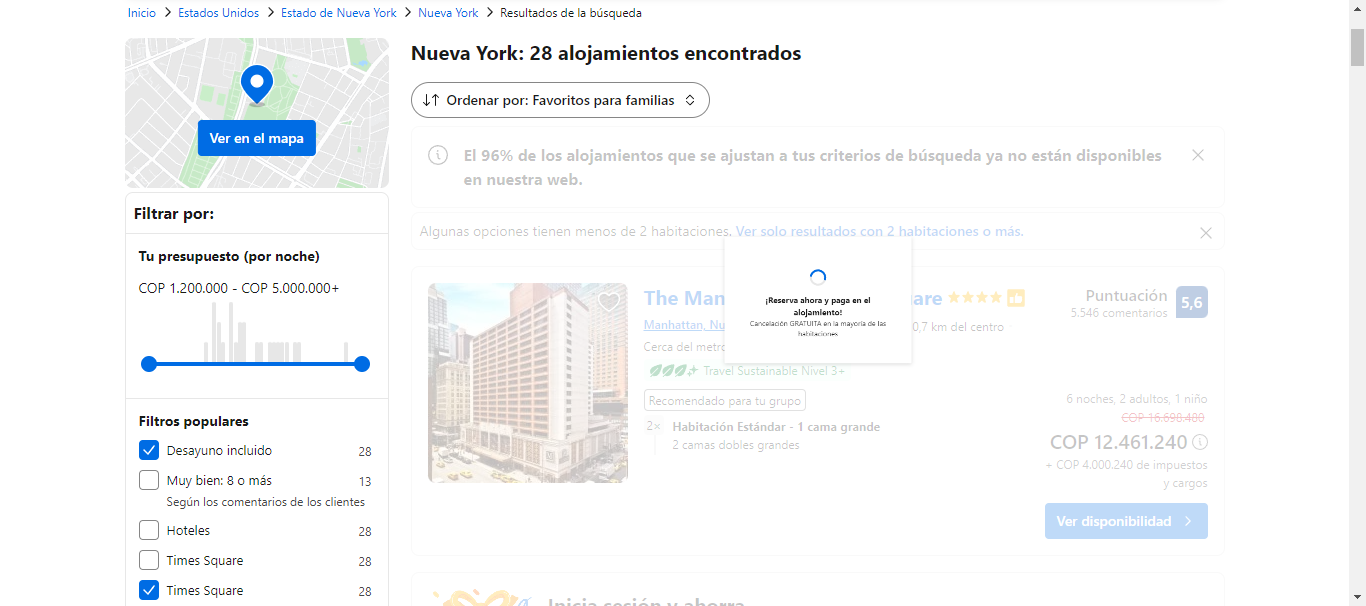 Inicio > Estados Unidos > Estado de Nueva York > Nueva York > Resultados de la búsqueda
Ver en el mapa
Filtrar por:
Tu presupuesto (por noche)
COP 1.200.000 - COP 5.000.000+
Filtros populares
Desayuno incluido 28
Muy bien: 8 o más 13
Según los comentarios de los clientes
Hoteles 28
Times Square 28
Times Square 28
Nueva York: 28 alojamientos encontrados
Ordenar por: Favoritos para familias
El 96% de los alojamientos que se ajustan a tus criterios de búsqueda ya no están disponibles
en nuestra web.
Algunas opciones tienen menos de 2 habitaciones. Ver solo resultados con 2 habitaciones o más.
¡Reserva ahora y paga en el
alojamiento!
Cancelación GRATUITA en la mayoría de las
habitaciones
The Man
Manhattan, Nu
0,7 km del centro
Cerca del metro
Travel Sustainable Nivel 3+
Recomendado para tu grupo
2× Habitación Estándar - 1 cama grande
2 camas dobles grandes
Puntuación 5,6
5.546 comentarios
6 noches, 2 adultos, 1 niño
COP 16.698.480
COP 12.461.240
+ COP 4.000.240 de impuestos
y cargos
Ver disponibilidad
Inicia sesión y ahorra